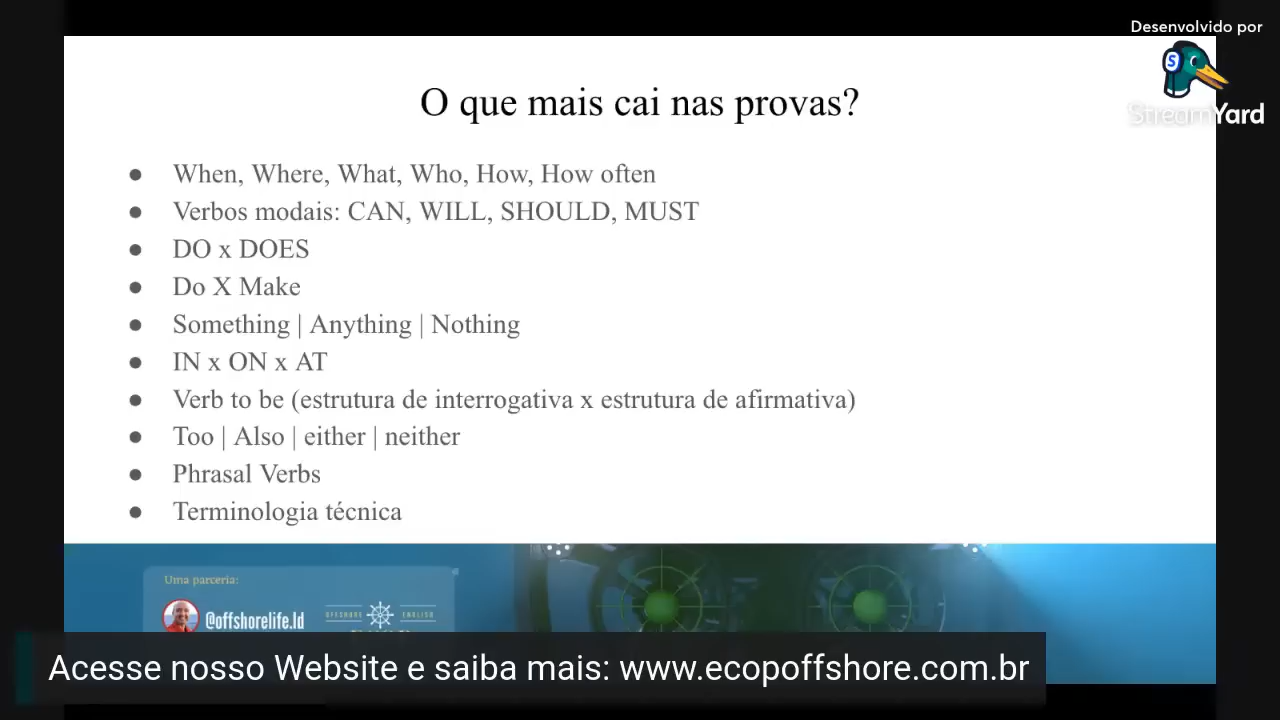 Desenvolvido por
StreamYard
O que mais cai nas provas?
● When, Where, What, Who, How, How often
● Verbos modais: CAN, WILL, SHOULD, MUST
● DO x DOES
● Do X Make
● Something | Anything | Nothing
● IN x ON x AT
● Verb to be (estrutura de interrogativa x estrutura de afirmativa)
● Too | Also | either | neither
● Phrasal Verbs
● Terminologia técnica
Uma parceria:
@offshorelife.ld
OFFSHORE ENGLISH
Acesse nosso Website e saiba mais: www.ecopoffshore.com.br